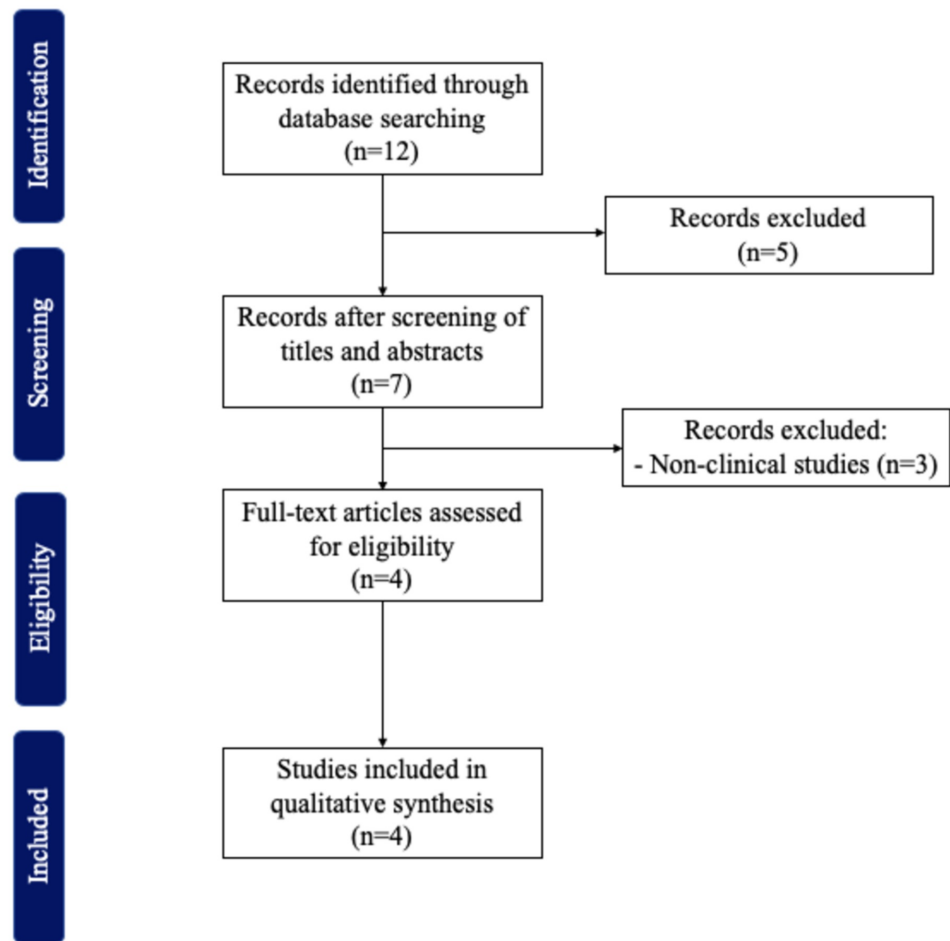 Identification
Records identified through
database searching
(n=12)
Records excluded
(n=5)
Screening
Records after screening of
titles and abstracts
(n=7)
Records excluded:
- Non-clinical studies (n=3)
Eligibility
Full-text articles assessed
for eligibility
(n=4)
Included
Studies included in
qualitative synthesis
(n=4)